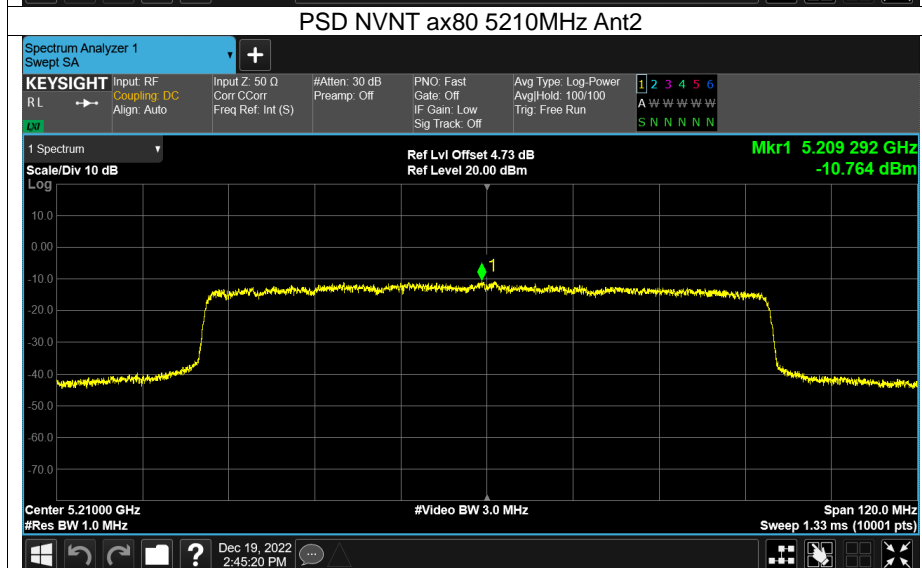 PSD NVNT ax80 5210MHz Ant2
Spectrum Analyzer 1
Swept SA
+
KEYSIGHT Input: RF Input Z: 50 Ω #Atten: 30 dB PNO: Fast Avg Type: Log-Power 1 2 3 4 5 6
RL Coupling: DC Corr CCorr Preamp: Off Gate: Off Avg|Hold: 100/100 A W W W W W
Align: Auto Freq Ref: Int (S) IF Gain: Low Trig: Free Run
LXI Sig Track: Off S N N N N N
1 Spectrum Ref Lvl Offset 4.73 dB Mkr1 5.209 292 GHz
Scale/Div 10 dB Ref Level 20.00 dBm -10.764 dBm
Log
10.0
0.00
1
-10.0
-20.0
-30.0
-40.0
-50.0
-60.0
-70.0
Center 5.21000 GHz #Video BW 3.0 MHz Span 120.0 MHz
#Res BW 1.0 MHz Sweep 1.33 ms (10001 pts)
? Dec 19, 2022
2:45:20 PM